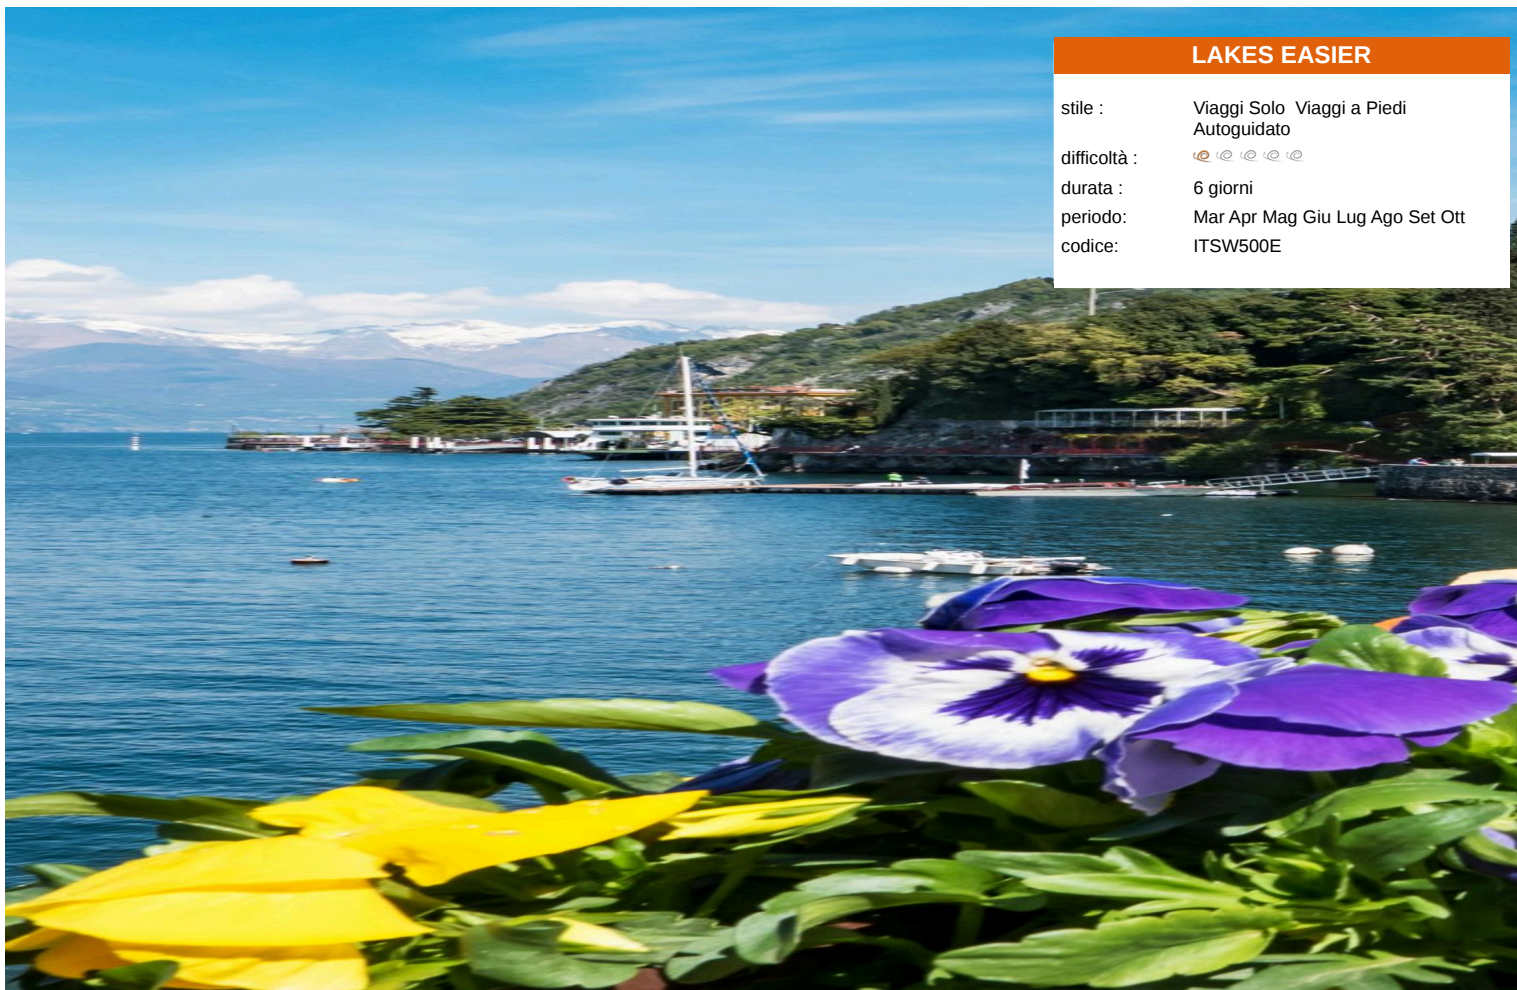 LAKES EASIER
stile : Viaggi Solo  Viaggi a Piedi
Autoguidato
difficoltà :
durata : 6 giorni
periodo: Mar Apr Mag Giu Lug Ago Set Ott
codice: ITSW500E